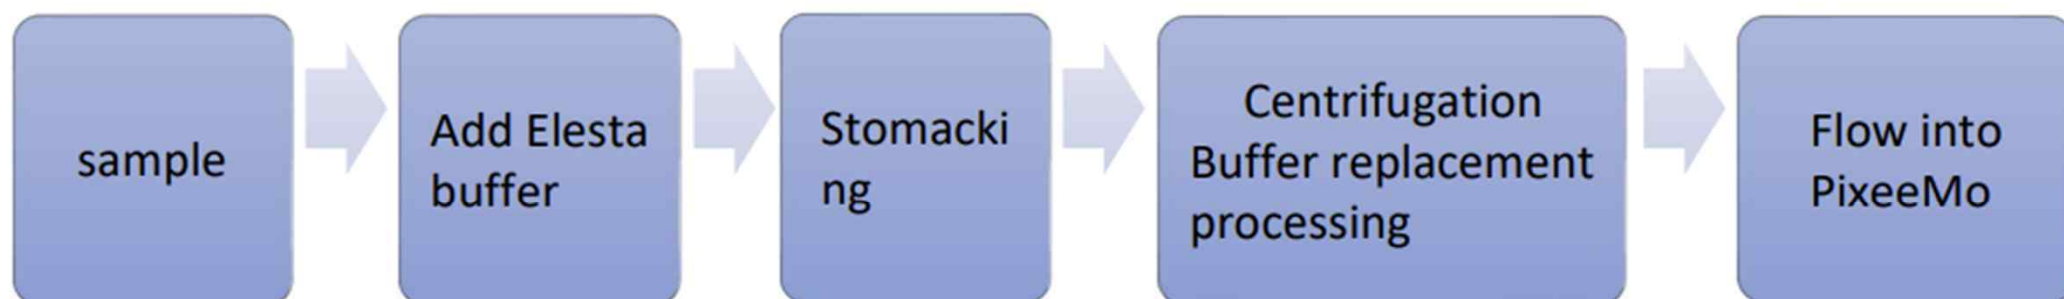 sample
Add Elesta
buffer
Stomacki
ng
Centrifugation
Buffer replacement
processing
Flow into
PixeeMo